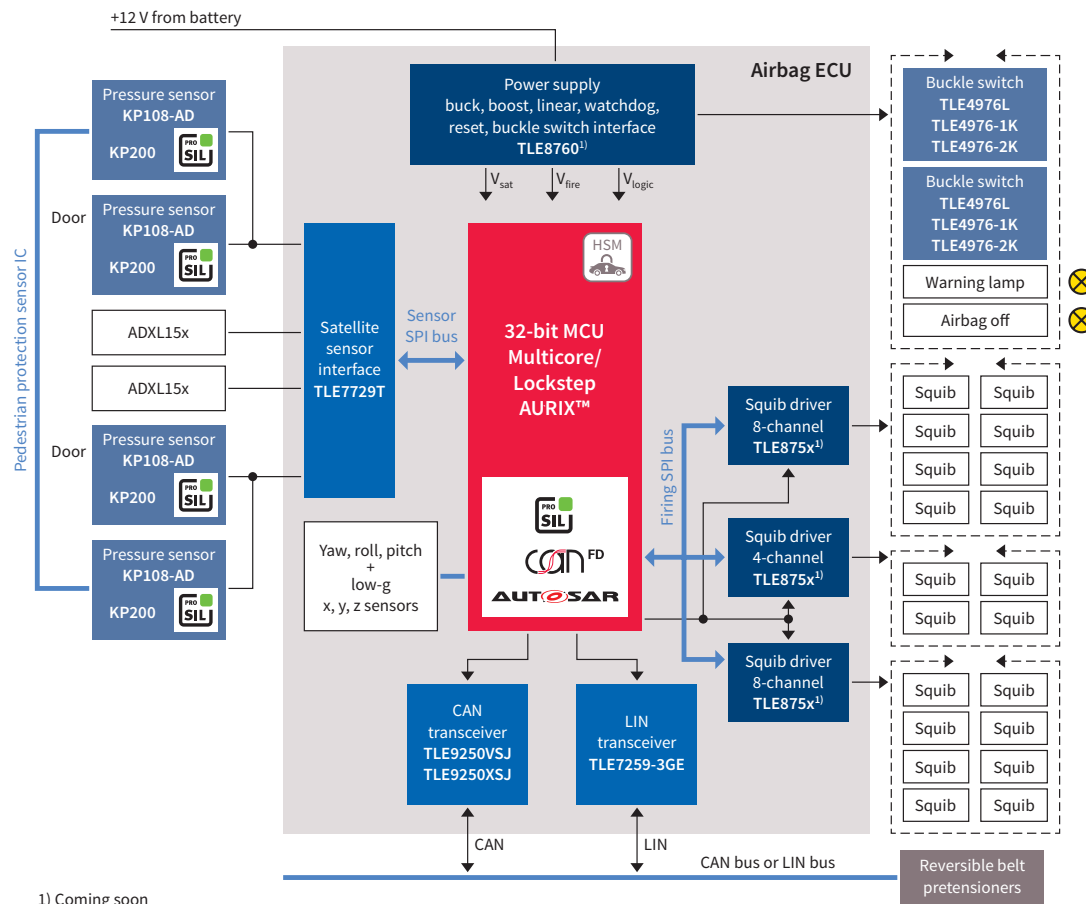 +12 V from battery
Airbag ECU
Power supply
buck, boost, linear, watchdog,
reset, buckle switch interface
TLE8760¹⁾
Vsat
Vfire
Vlogic
Pressure sensor
KP108-AD
KP200
PRO
SIL
Door
Pressure sensor
KP108-AD
KP200
PRO
SIL
ADXL15x
ADXL15x
Door
Pressure sensor
KP108-AD
KP200
PRO
SIL
Pressure sensor
KP108-AD
KP200
PRO
SIL
Pedestrian protection sensor IC
Satellite
sensor
interface
TLE7729T
Sensor
SPI bus
HSM
32-bit MCU
Multicore/
Lockstep
AURIX™
PRO
SIL
CAN FD
AUTOSAR
Yaw, roll, pitch
+
low-g
x, y, z sensors
Firing SPI bus
Squib driver
8-channel
TLE875x¹⁾
Squib driver
4-channel
TLE875x¹⁾
Squib driver
8-channel
TLE875x¹⁾
CAN
transceiver
TLE9250VSJ
TLE9250XSJ
LIN
transceiver
TLE7259-3GE
CAN
LIN
CAN bus or LIN bus
Buckle switch
TLE4976L
TLE4976-1K
TLE4976-2K
Buckle switch
TLE4976L
TLE4976-1K
TLE4976-2K
Warning lamp
Airbag off
Squib Squib
Squib Squib
Squib Squib
Squib Squib
Squib Squib
Squib Squib
Squib Squib
Squib Squib
Squib Squib
Squib Squib
Reversible belt
pretensioners
1) Coming soon